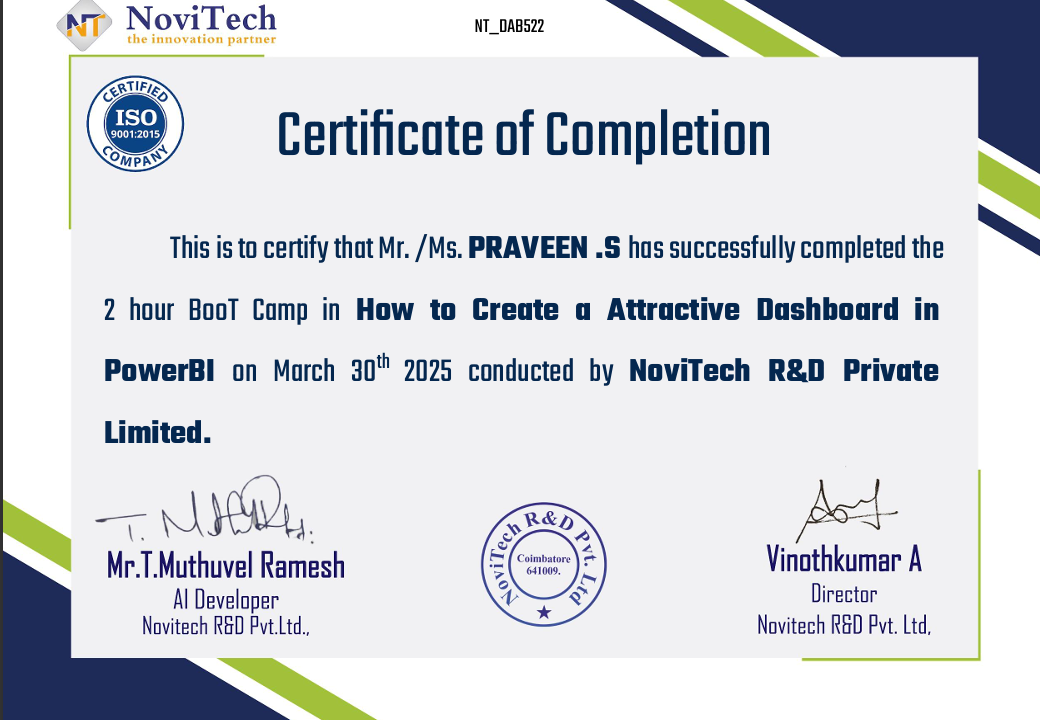 NT
NoviTech
the innovation partner
NT_DAB522
CERTIFIED
ISO
9001:2015
COMPANY
Certificate of Completion
This is to certify that Mr. /Ms. PRAVEEN .S has successfully completed the
2 hour BooT Camp in How to Create a Attractive Dashboard in
PowerBI on March 30th 2025 conducted by NoviTech R&D Private
Limited.
Mr.T.Muthuvel Ramesh
AI Developer
Novitech R&D Pvt.Ltd.,
NoviTech R&D Pvt. Ltd
Coimbatore
641009.
Vinothkumar A
Director
Novitech R&D Pvt. Ltd,